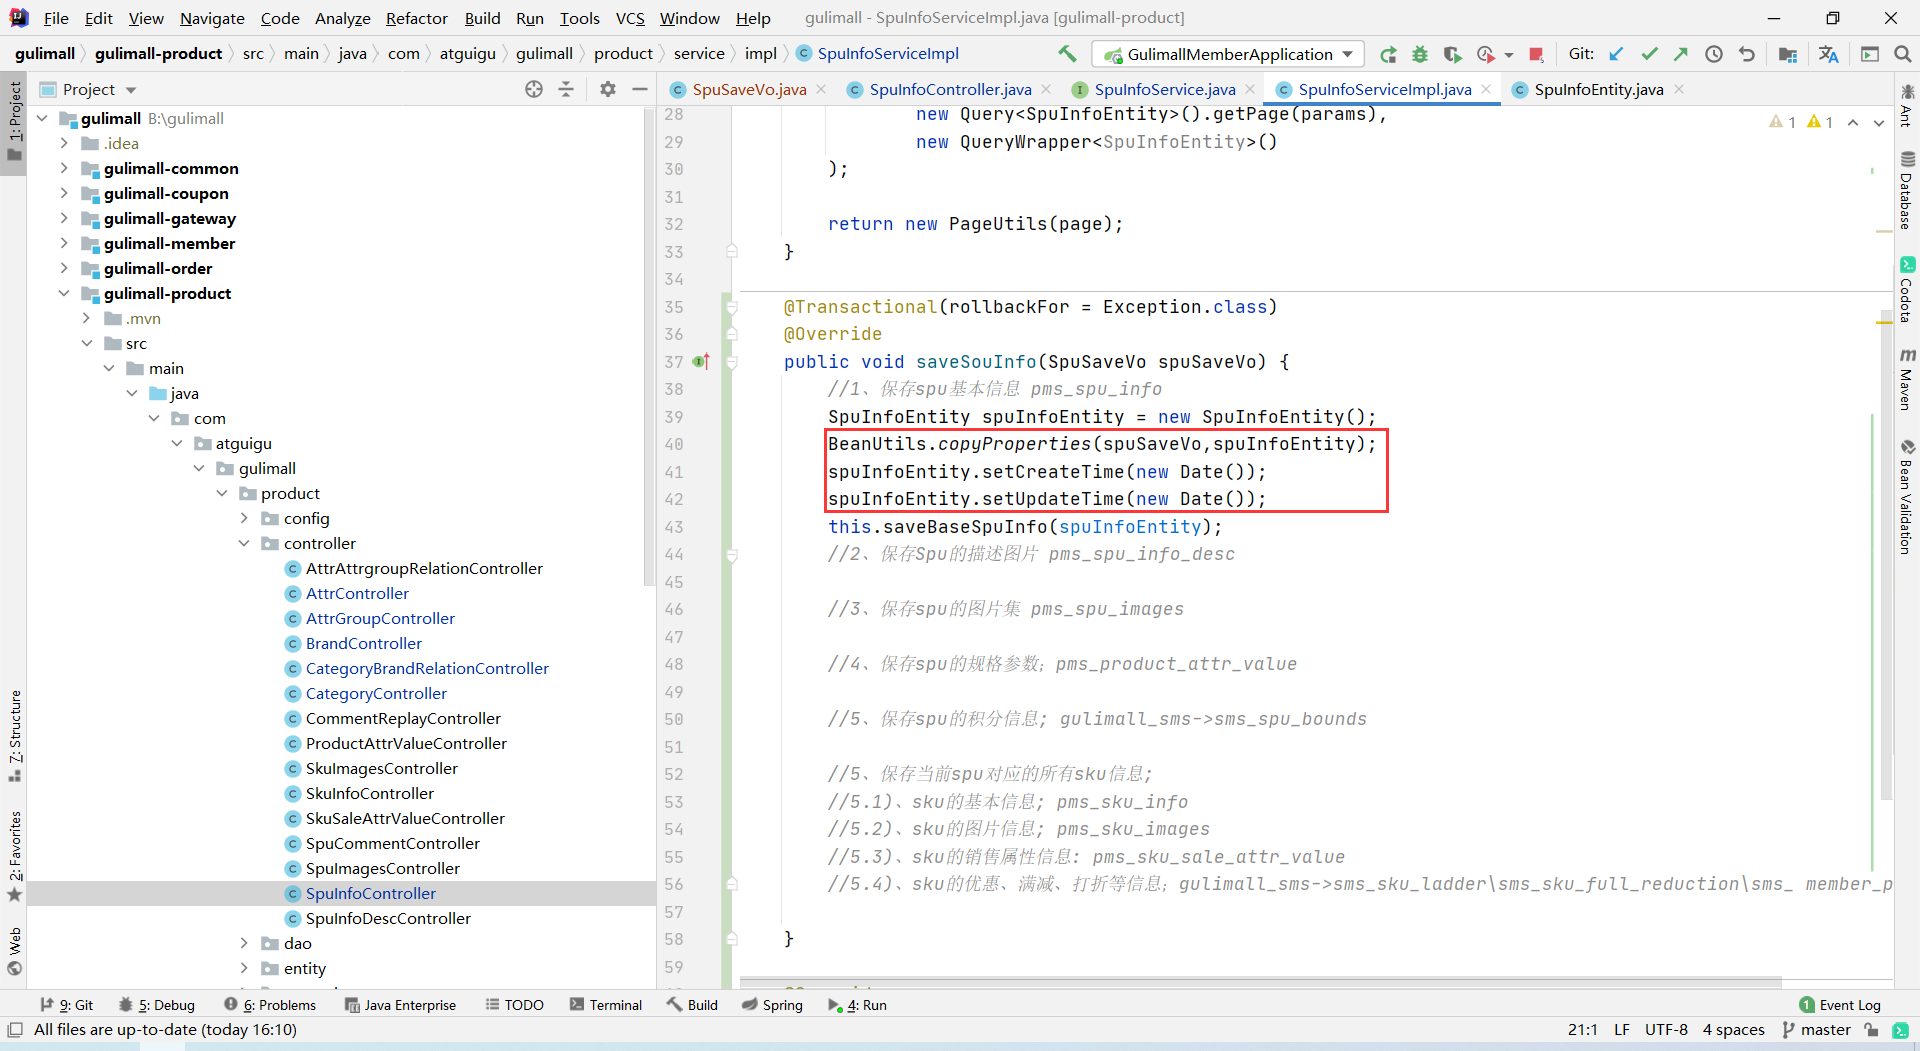 File Edit View Navigate Code Analyze Refactor Build Run Tools VCS Window Help gulimall - SpuInfoServiceImpl.java [gulimall-product]
gulimall gulimall-product src main java com atguigu gulimall product service impl SpuInfoServiceImpl GulimallMemberApplication Git:
Project
SpuSaveVo.java SpuInfoController.java SpuInfoService.java SpuInfoServiceImpl.java SpuInfoEntity.java
1: Project
7: Structure
2: Favorites
Web
gulimall B:\gulimall
.idea
gulimall-common
gulimall-coupon
gulimall-gateway
gulimall-member
gulimall-order
gulimall-product
.mvn
src
main
java
com
atguigu
gulimall
product
config
controller
AttrAttrgroupRelationController
AttrController
AttrGroupController
BrandController
CategoryBrandRelationController
CategoryController
CommentReplayController
ProductAttrValueController
SkuImagesController
SkuInfoController
SkuSaleAttrValueController
SpuCommentController
SpuImagesController
SpuInfoController
SpuInfoDescController
dao
entity
28 new Query<SpuInfoEntity>().getPage(params),
29 new QueryWrapper<SpuInfoEntity>()
30 );
31
32 return new PageUtils(page);
33 }
34
35 @Transactional(rollbackFor = Exception.class)
36 @Override
37 public void saveSouInfo(SpuSaveVo spuSaveVo) {
38 //1、保存spu基本信息 pms_spu_info
39 SpuInfoEntity spuInfoEntity = new SpuInfoEntity();
40 BeanUtils.copyProperties(spuSaveVo,spuInfoEntity);
41 spuInfoEntity.setCreateTime(new Date());
42 spuInfoEntity.setUpdateTime(new Date());
43 this.saveBaseSpuInfo(spuInfoEntity);
44 //2、保存Spu的描述图片 pms_spu_info_desc
45
46 //3、保存spu的图片集 pms_spu_images
47
48 //4、保存spu的规格参数；pms_product_attr_value
49
50 //5、保存spu的积分信息；gulimall_sms->sms_spu_bounds
51
52 //5、保存当前spu对应的所有sku信息；
53 //5.1)、sku的基本信息；pms_sku_info
54 //5.2)、sku的图片信息；pms_sku_images
55 //5.3)、sku的销售属性信息：pms_sku_sale_attr_value
56 //5.4)、sku的优惠、满减、打折等信息；gulimall_sms->sms_sku_ladder\sms_sku_full_reduction\sms_ member_p
57
58 }
59
1 1
Ant
Database
Codota
Maven
Bean Validation
9: Git 5: Debug 6: Problems Java Enterprise TODO Terminal Build Spring 4: Run 1 Event Log
All files are up-to-date (today 16:10) 21:1 LF UTF-8 4 spaces master